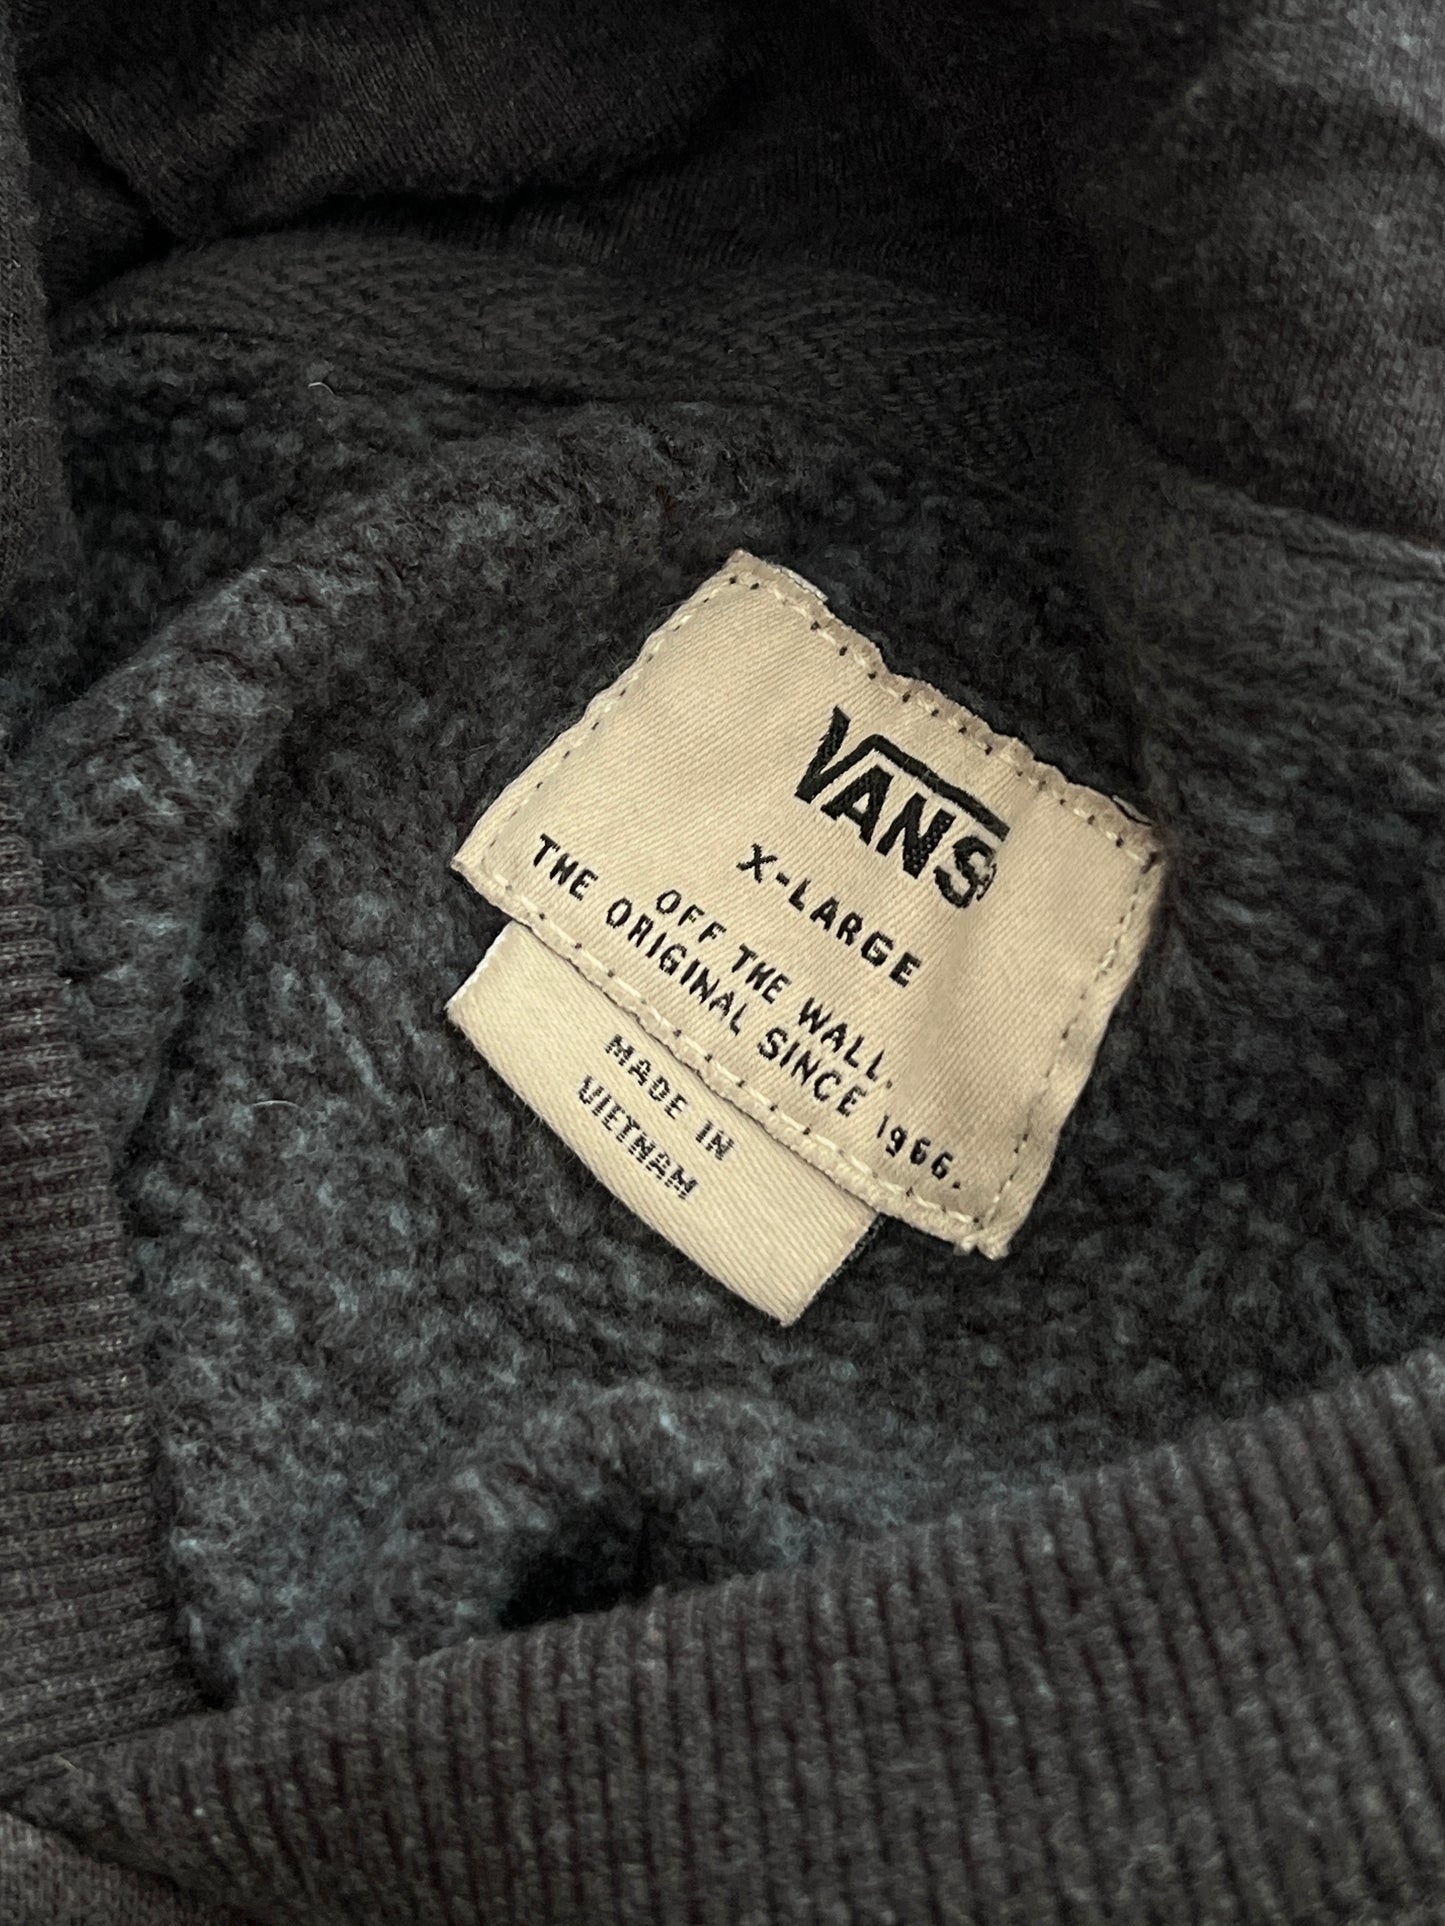 VANS
X-LARGE
OFF THE WALL.
THE ORIGINAL SINCE 1966.
MADE IN
VIETNAM